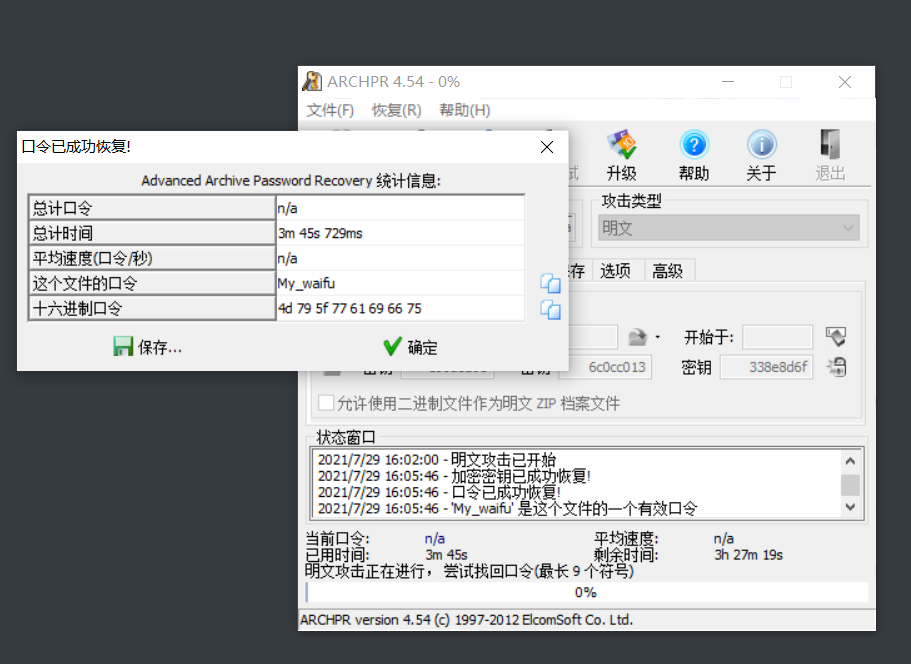 ARCHPR 4.54 - 0%
文件(F) 恢复(R) 帮助(H)
升级 帮助 关于 退出
攻击类型
明文
选项 高级
口令已成功恢复!
Advanced Archive Password Recovery 统计信息:
总计口令 n/a
总计时间 3m 45s 729ms
平均速度(口令/秒) n/a
这个文件的口令 My_waifu
十六进制口令 4d 79 5f 77 61 69 66 75
保存... 确定
开始于:
6c0cc013 密钥 338e8d6f
允许使用二进制文件作为明文 ZIP 档案文件
状态窗口
2021/7/29 16:02:00 - 明文攻击已开始
2021/7/29 16:05:46 - 加密密钥已成功恢复!
2021/7/29 16:05:46 - 口令已成功恢复!
2021/7/29 16:05:46 - 'My_waifu' 是这个文件的一个有效口令
当前口令: n/a 平均速度: n/a
已用时间: 3m 45s 剩余时间: 3h 27m 19s
明文攻击正在进行，尝试找回口令(最长 9 个符号)
0%
ARCHPR version 4.54 (c) 1997-2012 ElcomSoft Co. Ltd.